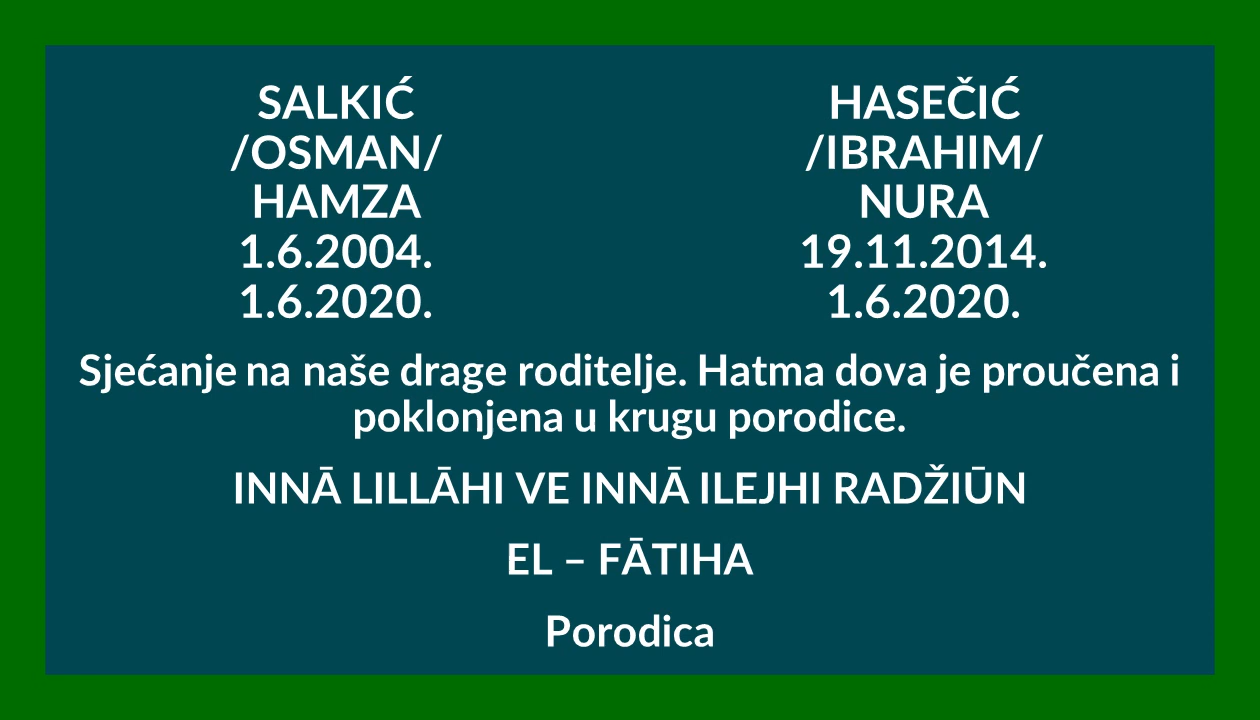 SALKIĆ
/OSMAN/
HAMZA
1.6.2004.
1.6.2020.
HASEČIĆ
/IBRAHIM/
NURA
19.11.2014.
1.6.2020.
Sjećanje na naše drage roditelje. Hatma dova je proučena i
poklonjena u krugu porodice.
INNĀ LILLĀHI VE INNĀ ILEJHI RADŽIŪN
EL – FĀTIHA
Porodica